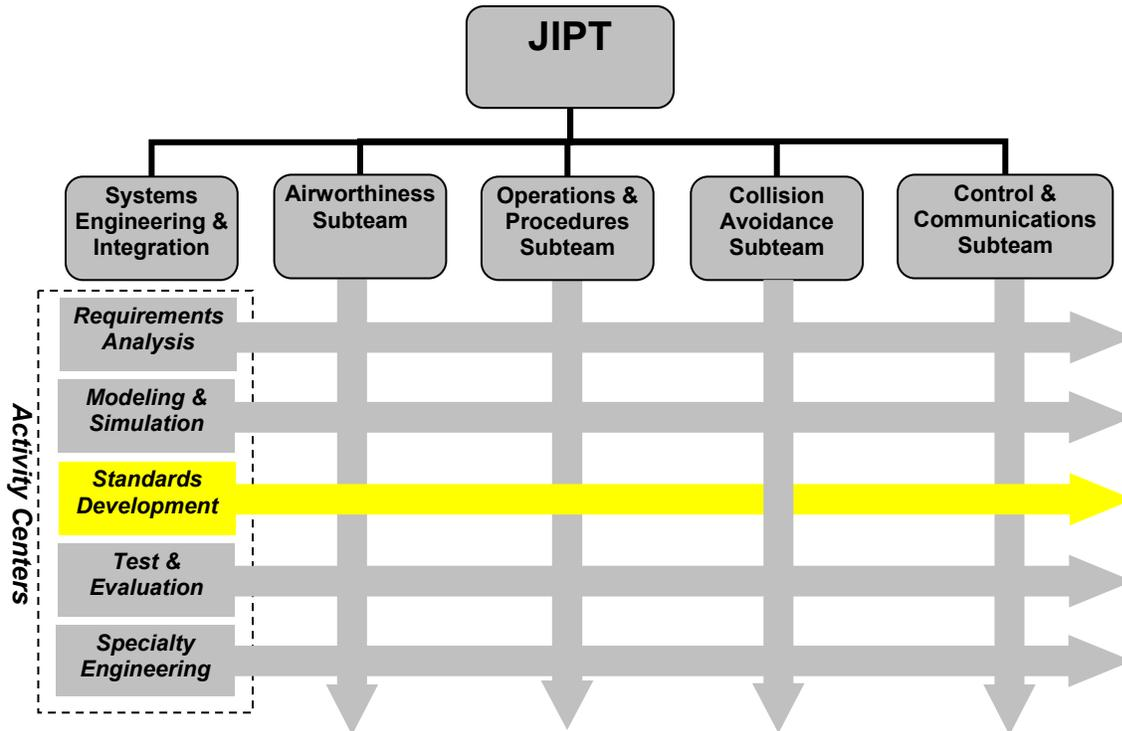 JIPT
Systems
Engineering &
Integration
Airworthiness
Subteam
Operations &
Procedures
Subteam
Collision
Avoidance
Subteam
Control &
Communications
Subteam
Activity Centers
Requirements
Analysis
Modeling &
Simulation
Standards
Development
Test &
Evaluation
Specialty
Engineering